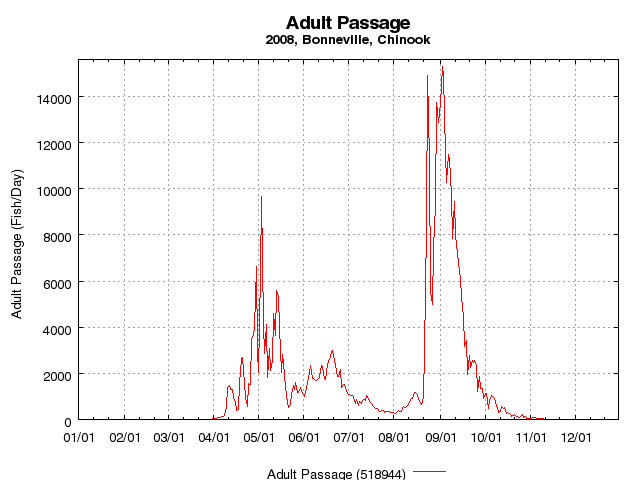 Adult Passage
2008, Bonneville, Chinook
Adult Passage (Fish/Day)
14000
12000
10000
8000
6000
4000
2000
0
01/01 02/01 03/01 04/01 05/01 06/01 07/01 08/01 09/01 10/01 11/01 12/01
Adult Passage (518944)